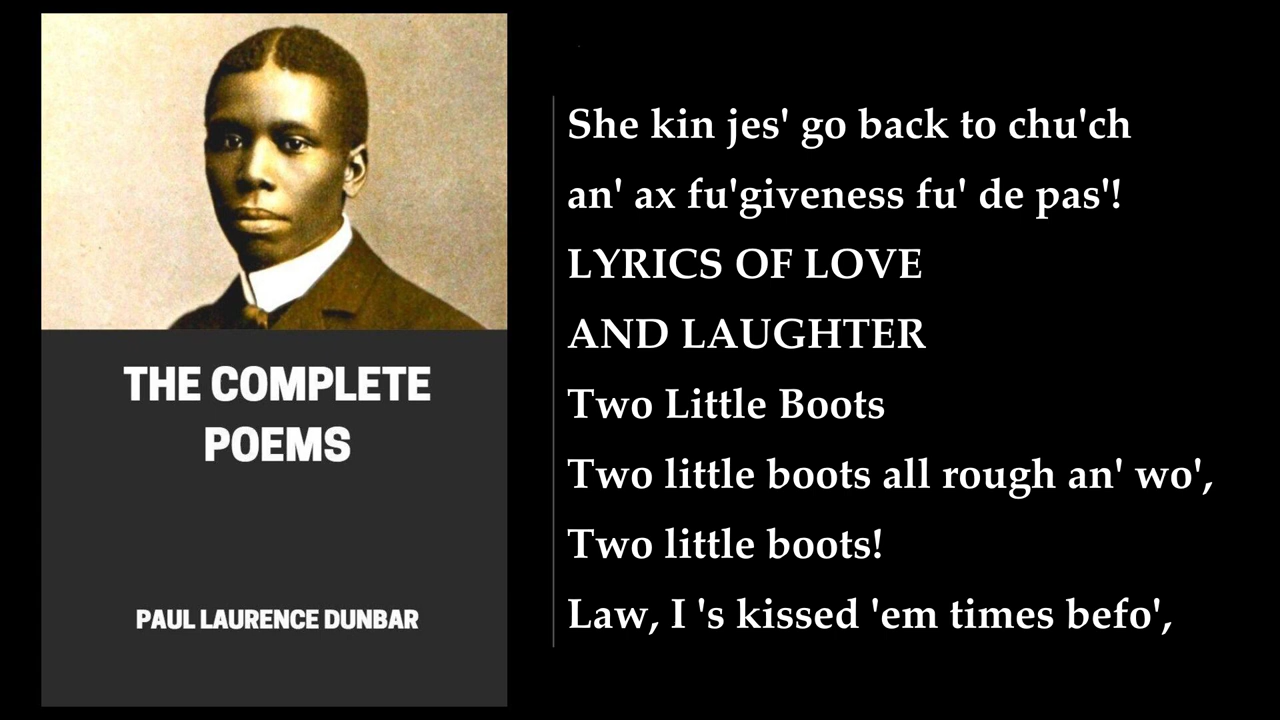 THE COMPLETE
POEMS
PAUL LAURENCE DUNBAR
She kin jes' go back to chu'ch
an' ax fu'giveness fu' de pas'!
LYRICS OF LOVE
AND LAUGHTER
Two Little Boots
Two little boots all rough an' wo',
Two little boots!
Law, I 's kissed 'em times befo',